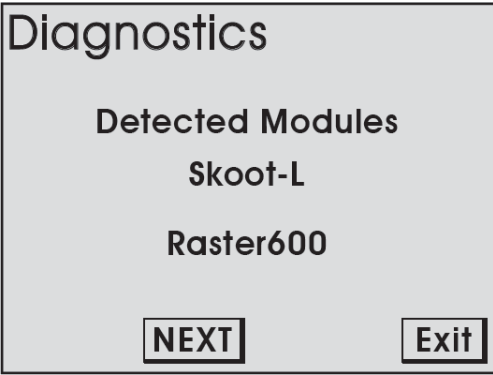 Diagnostics
Detected Modules
Skoot-L
Raster600
NEXT
Exit